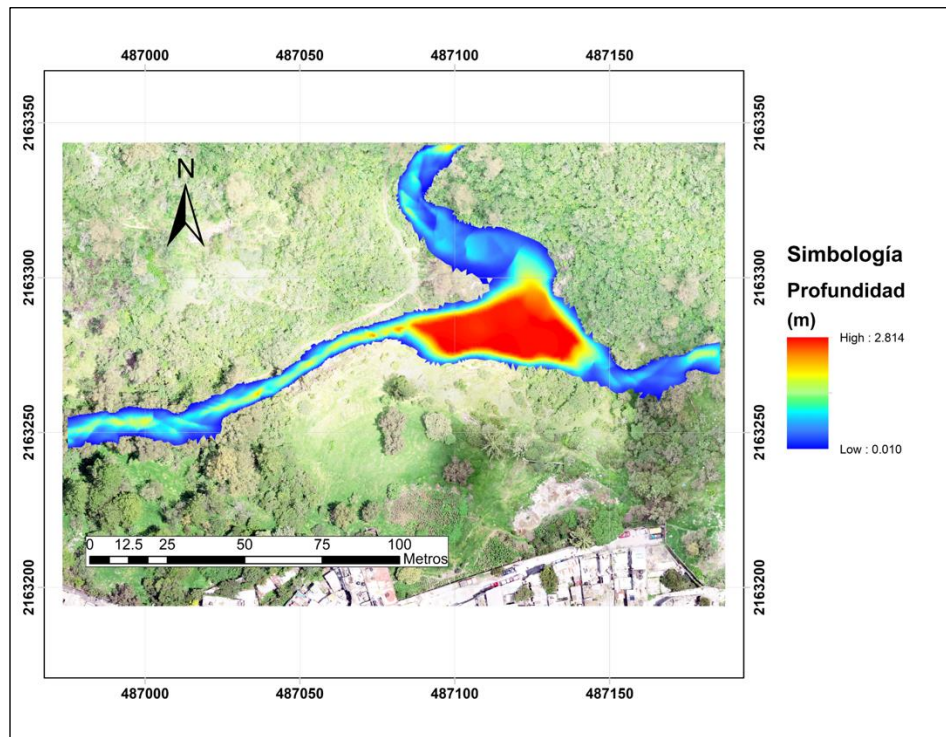 487000 487050 487100 487150
2163350
2163300
2163250
2163200
2163350
2163300
2163250
2163200
N
0 12.5 25 50 75 100
Metros
487000 487050 487100 487150
Simbología
Profundidad
(m)
High : 2.814
Low : 0.010